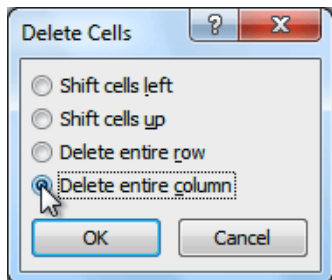 Delete Cells
Shift cells left
Shift cells up
Delete entire row
Delete entire column
OK Cancel